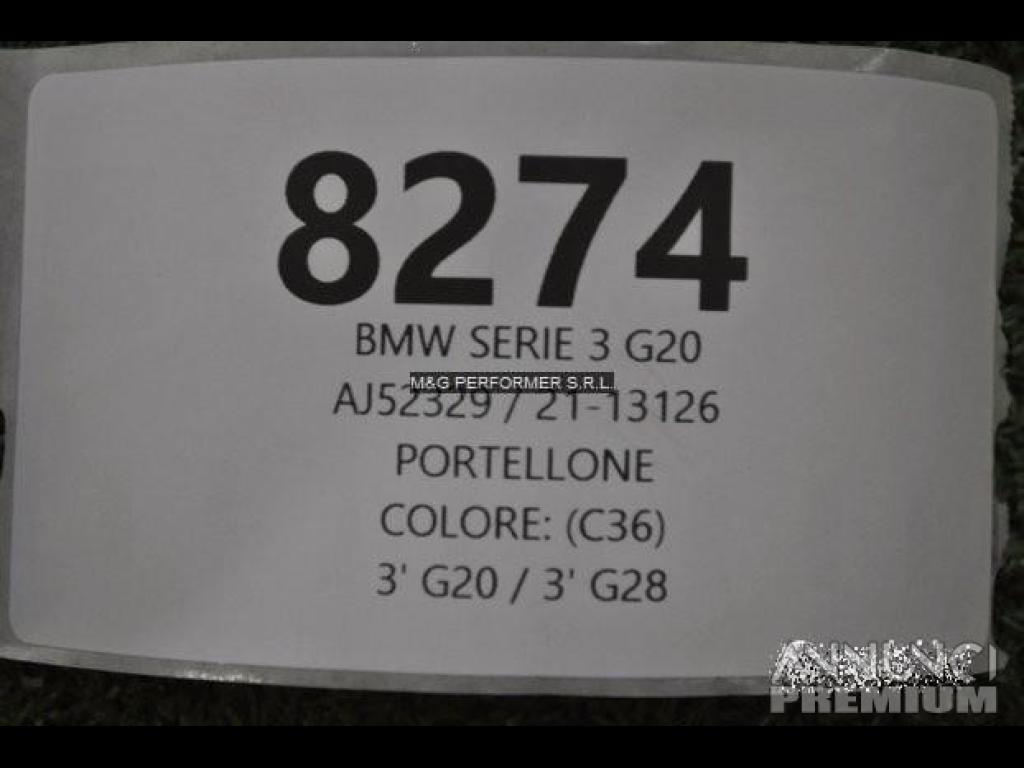 8274
BMW SERIE 3 G20
M&G PERFORMER S.R.L.
AJ52329 / 21-13126
PORTELLONE
COLORE: (C36)
3' G20 / 3' G28
PREMIUM